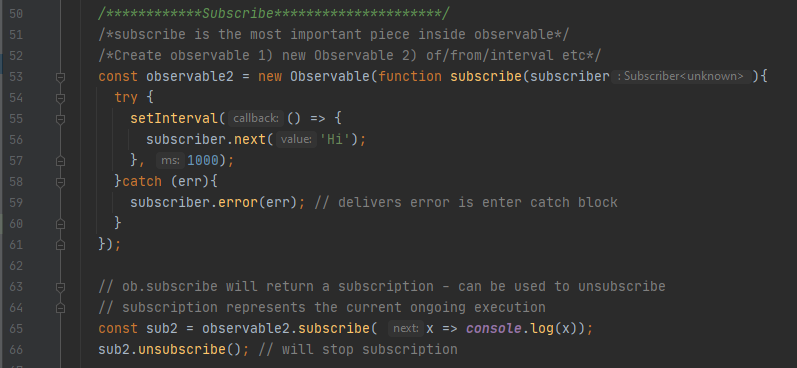 50 /************Subscribe*********************/
51 /*subscribe is the most important piece inside observable*/
52 /*Create observable 1) new Observable 2) of/from/interval etc*/
53 const observable2 = new Observable(function subscribe(subscriber : Subscriber<unknown> ){
54 try {
55 setInterval( callback: () => {
56 subscriber.next( value: 'Hi');
57 }, ms: 1000);
58 }catch (err){
59 subscriber.error(err); // delivers error is enter catch block
60 }
61 });
62
63 // ob.subscribe will return a subscription - can be used to unsubscribe
64 // subscription represents the current ongoing execution
65 const sub2 = observable2.subscribe( next: x => console.log(x));
66 sub2.unsubscribe(); // will stop subscription